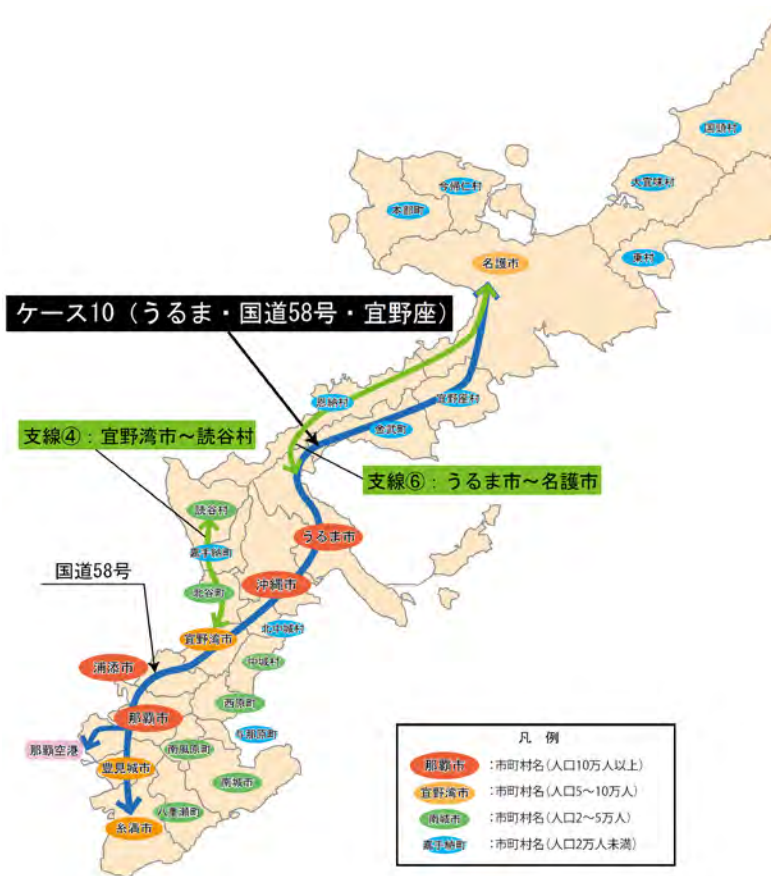 国頭村
今帰仁村
大宜味村
本部町
東村
名護市
ケース10（うるま・国道58号・宜野座）
恩納村
宜野座村
金武町
支線④：宜野湾市～読谷村
支線⑥：うるま市～名護市
読谷村
うるま市
嘉手納町
国道58号
沖縄市
北谷町
宜野湾市
北中城村
浦添市
中城村
西原町
那覇市
与那原町
那覇空港
南風原町
豊見城市
南城市
八重瀬町
糸満市
凡 例
那覇市 ：市町村名（人口10万人以上）
宜野湾市 ：市町村名（人口5～10万人）
南城市 ：市町村名（人口2～5万人）
嘉手納町 ：市町村名（人口2万人未満）